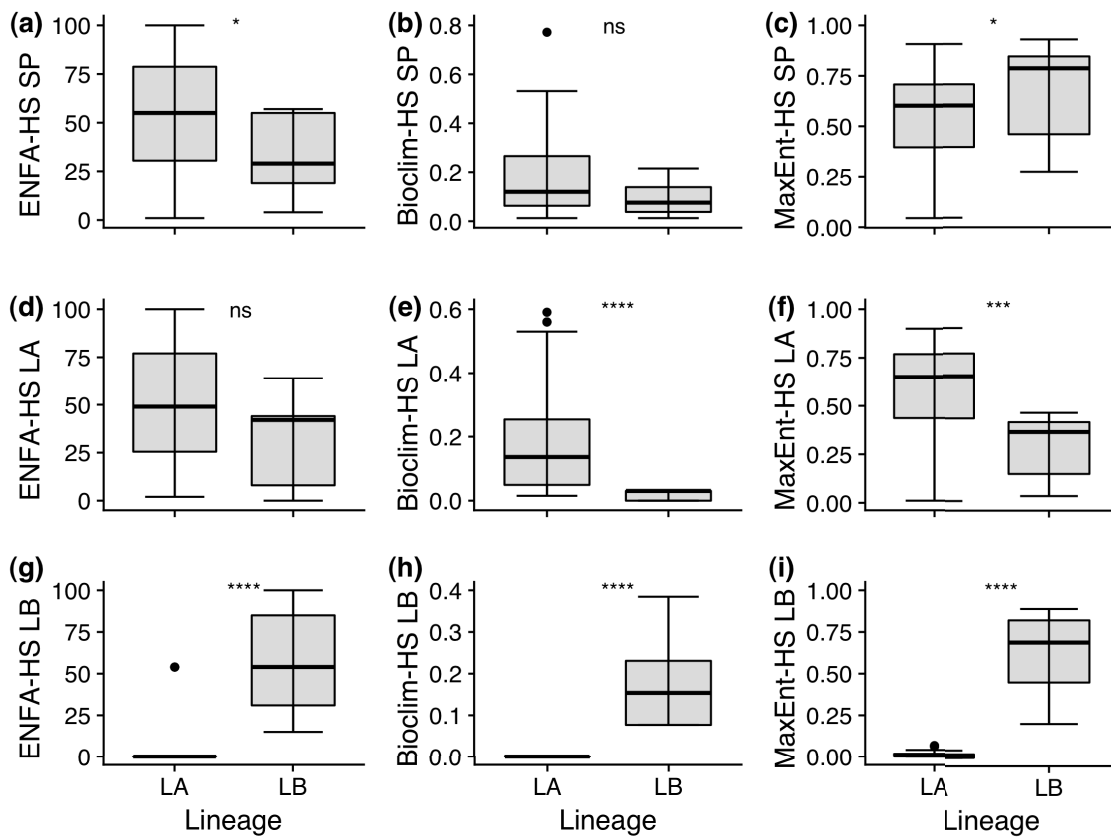 (a)
*
ENFA-HS SP
100
75
50
25
0
(b)
ns
Bioclim-HS SP
0.8
0.6
0.4
0.2
0.0
(c)
*
MaxEnt-HS SP
1.00
0.75
0.50
0.25
0.00
(d)
ns
ENFA-HS LA
100
75
50
25
0
(e)
****
Bioclim-HS LA
0.6
0.4
0.2
0.0
(f)
***
MaxEnt-HS LA
1.00
0.75
0.50
0.25
0.00
(g)
****
ENFA-HS LB
100
75
50
25
0
LA LB
Lineage
(h)
****
Bioclim-HS LB
0.4
0.3
0.2
0.1
0.0
LA LB
Lineage
(i)
****
MaxEnt-HS LB
1.00
0.75
0.50
0.25
0.00
LA LB
Lineage